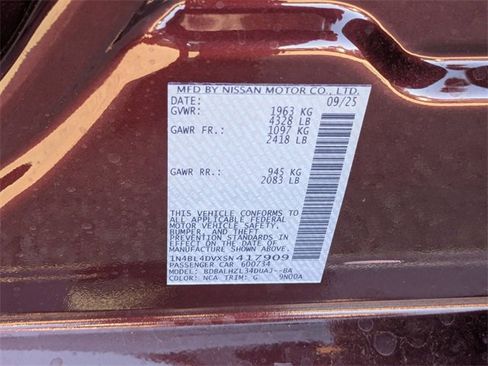 MFD BY NISSAN MOTOR CO., LTD.
DATE: 09/25
GVWR: 1963 KG
4328 LB
GAWR FR.: 1097 KG
2418 LB
GAWR RR.: 945 KG
2083 LB
THIS VEHICLE CONFORMS TO
ALL APPLICABLE FEDERAL
MOTOR VEHICLE SAFETY,
BUMPER, AND THEFT
PREVENTION STANDARDS IN
EFFECT ON THE DATE OF
MANUFACTURE SHOWN ABOVE.
1N4BL4DVXSN417909
PASSENGER CAR 600734
MODEL: BDBALHZL34DUAJ--BA
COLOR: NCA TRIM: G 9N00A